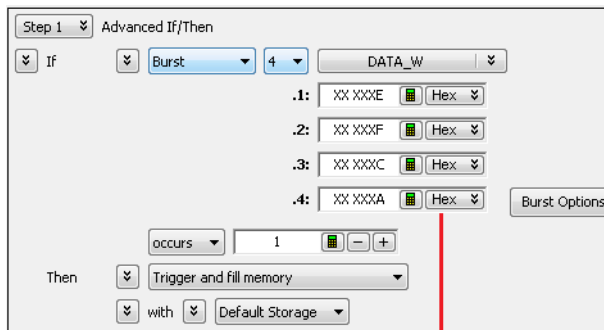 Step 1 Advanced If/Then
If Burst 4 DATA_W
.1: XX XXXE Hex
.2: XX XXXF Hex
.3: XX XXXC Hex
.4: XX XXXA Hex
Burst Options
occurs 1 − +
Then Trigger and fill memory
with Default Storage